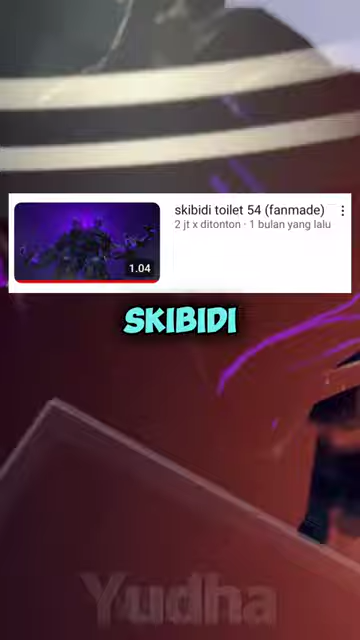 skibidi toilet 54 (fanmade)
2 jt x ditonton · 1 bulan yang lalu
1.04
SKIBIDI
Yudha